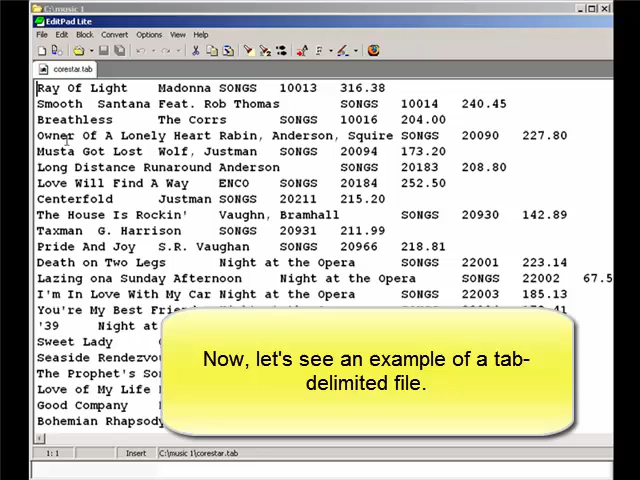 C:\music 1
EditPad Lite
File Edit Block Convert Options View Help
corestar.tab
Ray Of Light Madonna SONGS 10013 316.38
Smooth Santana Feat. Rob Thomas SONGS 10014 240.45
Breathless The Corrs SONGS 10016 204.00
Owner Of A Lonely Heart Rabin, Anderson, Squire SONGS 20090 227.80
Musta Got Lost Wolf, Justman SONGS 20094 173.20
Long Distance Runaround Anderson SONGS 20183 208.80
Love Will Find A Way ENCO SONGS 20184 252.50
Centerfold Justman SONGS 20211 215.20
The House Is Rockin' Vaughn, Bramhall SONGS 20930 142.89
Taxman G. Harrison SONGS 20931 211.99
Pride And Joy S.R. Vaughan SONGS 20966 218.81
Death on Two Legs Night at the Opera SONGS 22001 223.14
Lazing ona Sunday Afternoon Night at the Opera SONGS 22002 67.5
I'm In Love With My Car Night at the Opera SONGS 22003 185.13
You're My Best
'39 Night at
Sweet Lady
Seaside
The Prophet's
Love of My Life
Good Company
Bohemian Rhapsody
Now, let's see an example of a tab-
delimited file.
1: 1 Insert C:\music 1\corestar.tab